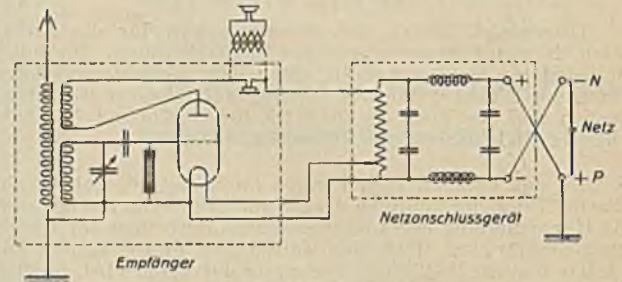 +
- N
Netz
-
+ P
Netzanschlussgerät
Empfänger